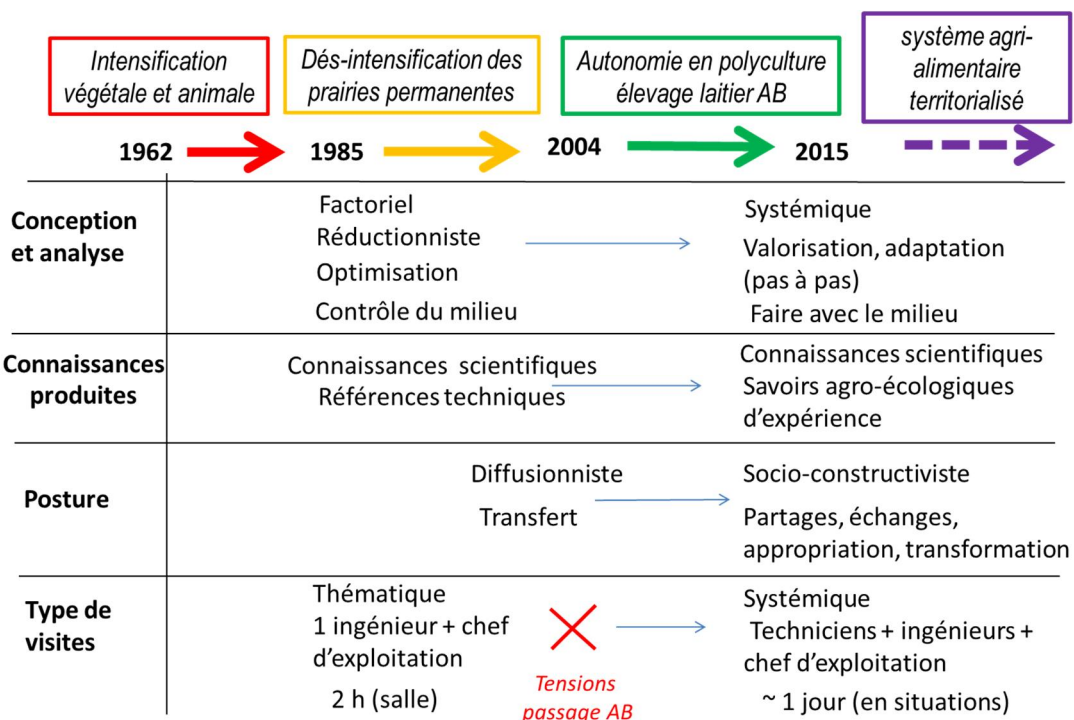 Intensification
végétale et animale
Dés-intensification des
prairies permanentes
Autonomie en polyculture
élevage laitier AB
système agri-
alimentaire
territorialisé
1962
1985
2004
2015
Conception
et analyse
Factoriel
Réductionniste
Optimisation
Contrôle du milieu
Systémique
Valorisation, adaptation
(pas à pas)
Faire avec le milieu
Connaissances
produites
Connaissances scientifiques
Références techniques
Connaissances scientifiques
Savoirs agro-écologiques
d'expérience
Posture
Diffusionniste
Transfert
Socio-constructiviste
Partages, échanges,
appropriation, transformation
Type de
visites
Thématique
1 ingénieur + chef
d'exploitation
2 h (salle)
Tensions
passage AB
Systémique
Techniciens + ingénieurs +
chef d'exploitation
~ 1 jour (en situations)